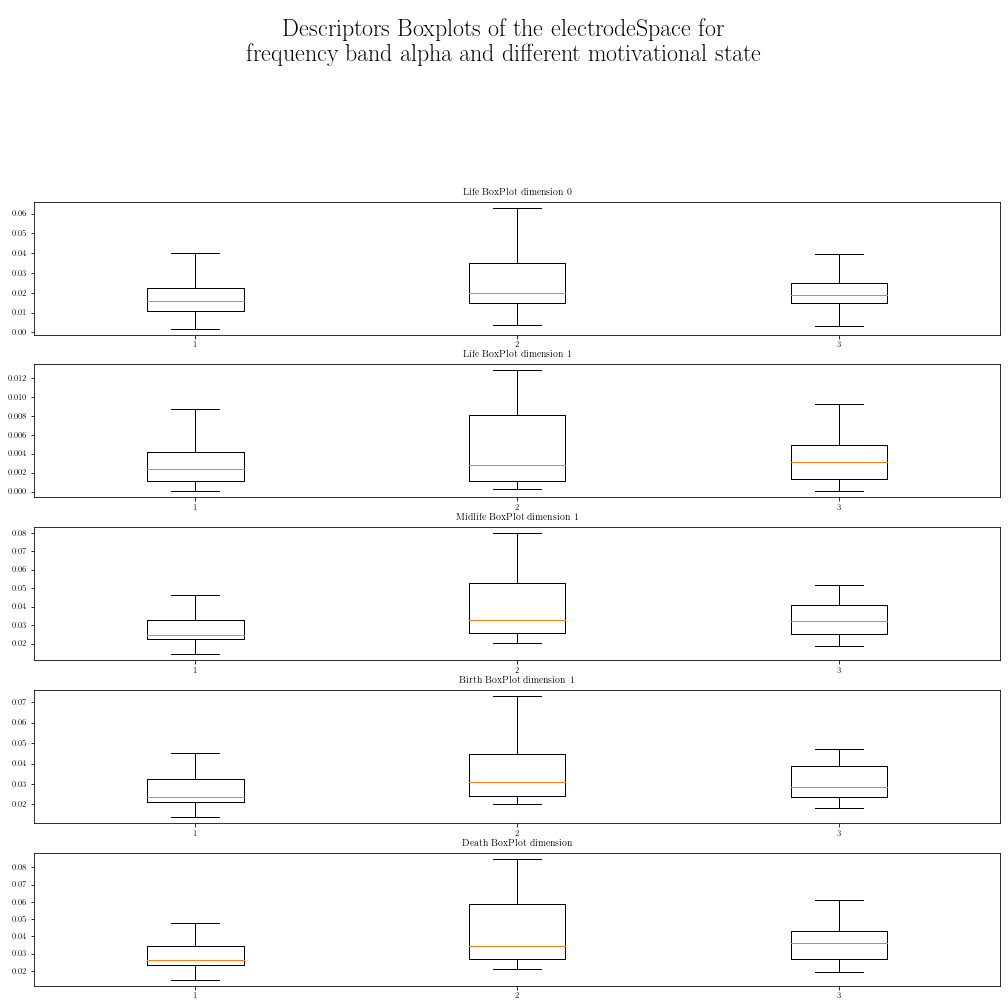 Descriptors Boxplots of the electrodeSpace for
frequency band alpha and different motivational state
Life BoxPlot dimension 0
0.06
0.05
0.04
0.03
0.02
0.01
0.00
1 2 3
Life BoxPlot dimension 1
0.012
0.010
0.008
0.006
0.004
0.002
0.000
1 2 3
Midlife BoxPlot dimension 1
0.08
0.07
0.06
0.05
0.04
0.03
0.02
1 2 3
Birth BoxPlot dimension 1
0.07
0.06
0.05
0.04
0.03
0.02
1 2 3
Death BoxPlot dimension
0.08
0.07
0.06
0.05
0.04
0.03
0.02
1 2 3